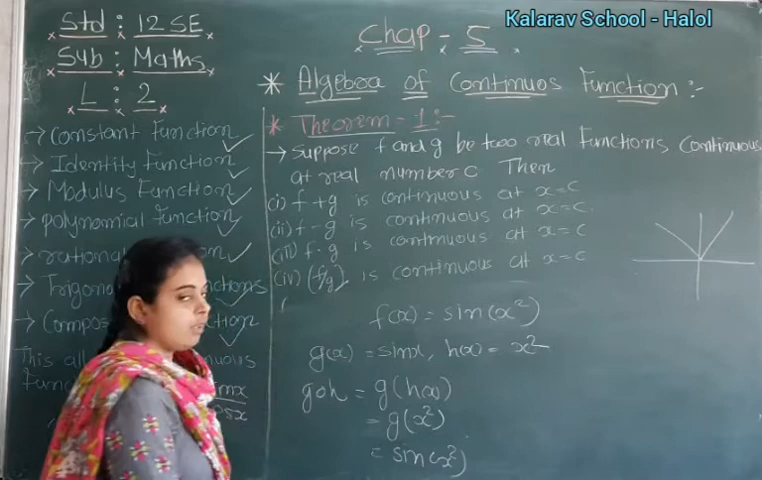 Kalarav School - Halol
Std : 12 SE
Sub : Maths
L : 2
Chap - 5
* Algebra of Continuos Function :-
→ Constant Function ✓
→ Identity Function ✓
→ Modulus Function ✓
→ polynomial function ✓
→ rational
→ Trigono
→ Compos
This all
* Theorem - 1 :-
→ Suppose f and g be two real Functions, Continuous
at real number c Then
(i) f + g is continuous at x = c
(ii) f - g is continuous at x = c
(iii) f · g is continuous at x = c
(iv) (f/g) is continuous at x = c
f(x) = sin(x²)
g(x) = sinx, h(x) = x²
goh = g(h(x))
= g(x²)
= sin(x²)